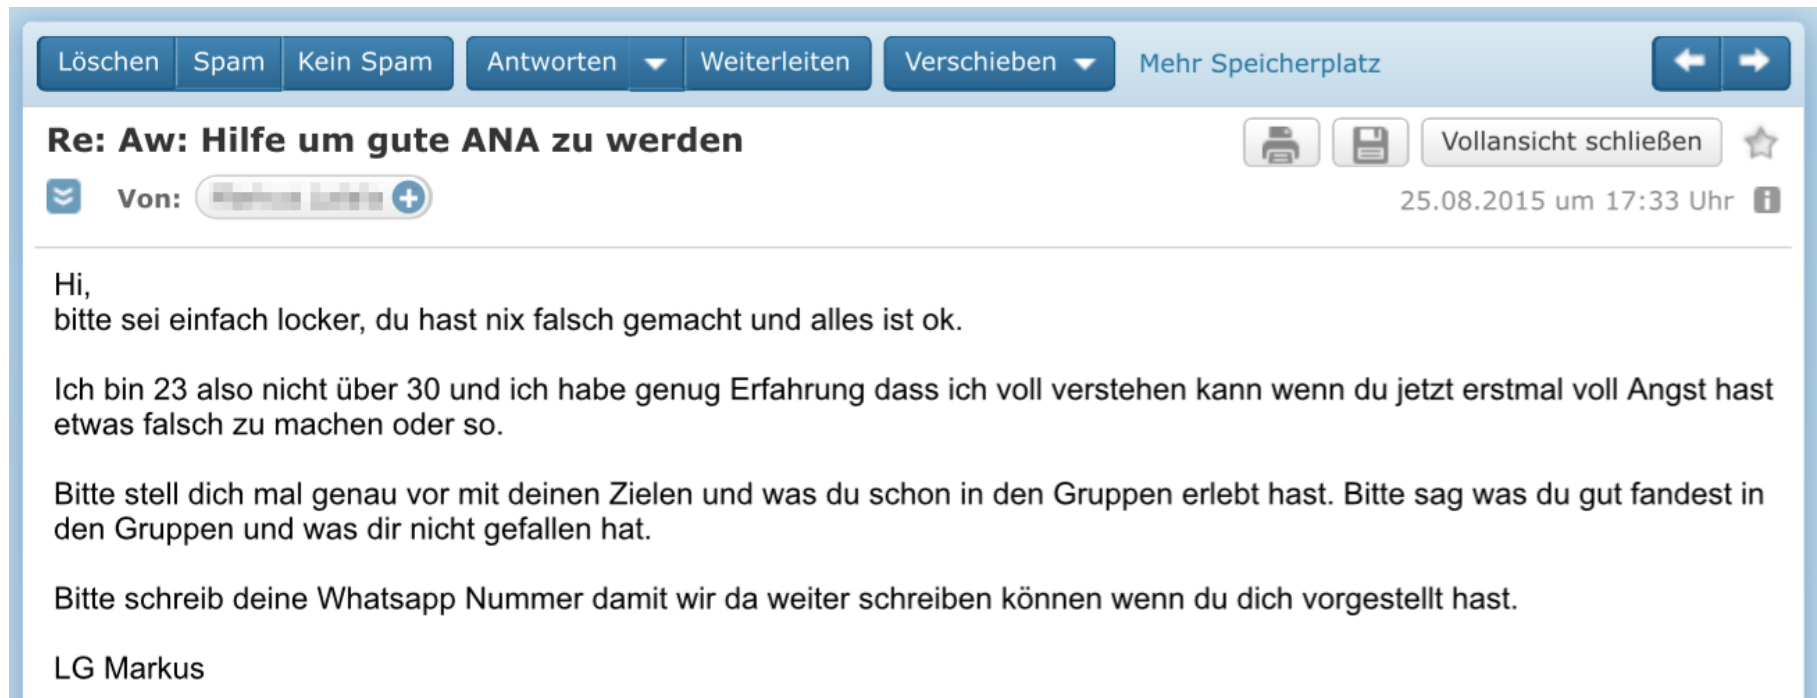 Löschen Spam Kein Spam Antworten Weiterleiten Verschieben Mehr Speicherplatz
Re: Aw: Hilfe um gute ANA zu werden
Vollansicht schließen
Von:
25.08.2015 um 17:33 Uhr
Hi,
bitte sei einfach locker, du hast nix falsch gemacht und alles ist ok.
Ich bin 23 also nicht über 30 und ich habe genug Erfahrung dass ich voll verstehen kann wenn du jetzt erstmal voll Angst hast
etwas falsch zu machen oder so.
Bitte stell dich mal genau vor mit deinen Zielen und was du schon in den Gruppen erlebt hast. Bitte sag was du gut fandest in
den Gruppen und was dir nicht gefallen hat.
Bitte schreib deine Whatsapp Nummer damit wir da weiter schreiben können wenn du dich vorgestellt hast.
LG Markus